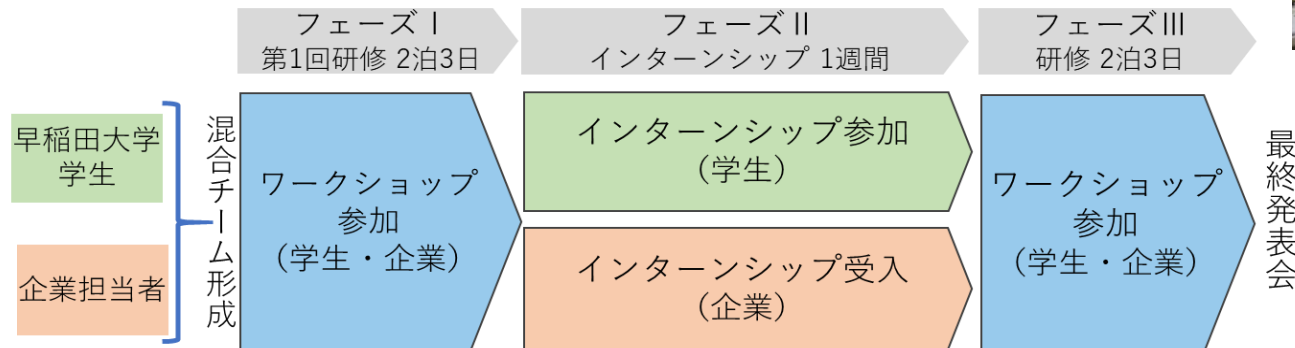 フェーズⅠ
第1回研修 2泊3日
フェーズⅡ
インターンシップ 1週間
フェーズⅢ
研修 2泊3日
早稲田大学
学生
企業担当者
混合チーム形成
ワークショップ
参加
(学生・企業)
インターンシップ参加
(学生)
インターンシップ受入
(企業)
ワークショップ
参加
(学生・企業)
最終発表会